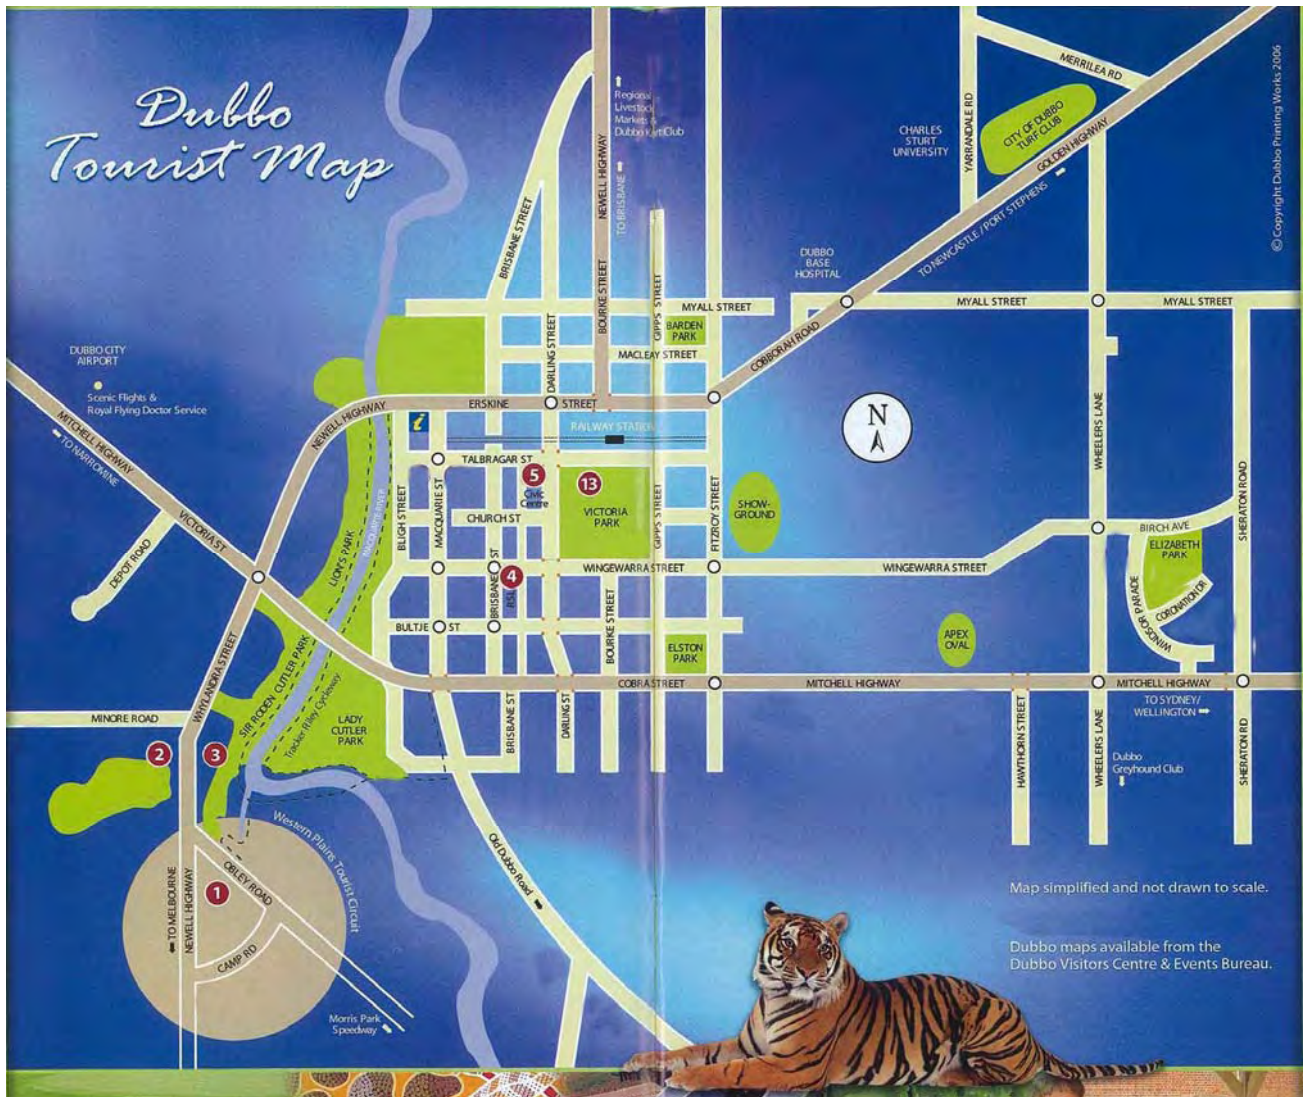 Dubbo
Tourist Map
Regional
Livestock
Markets &
Dubbo Kart Club
NEWELL HIGHWAY
TO BRISBANE
BRISBANE STREET
BOURKE STREET
GIPPS STREET
DARLING STREET
MYALL STREET
BARDEN
PARK
MACLEAY STREET
CHARLES
STURT
UNIVERSITY
YARRANDALE RD
MERRILEA RD
CITY OF DUBBO
TURF CLUB
GOLDEN HIGHWAY
TO NEWCASTLE / PORT STEPHENS
© Copyright Dubbo Printing Works 2006
DUBBO
BASE
HOSPITAL
MYALL STREET
MYALL STREET
COBBORAH ROAD
DUBBO CITY
AIRPORT
Scenic Flights &
Royal Flying Doctor Service
MITCHELL HIGHWAY
TO NARROMINE
VICTORIA ST
DEPOT ROAD
NEWELL HIGHWAY
ERSKINE
STREET
i
RAILWAY STATION
N
TALBRAGAR ST
5
Civic
Centre
13
VICTORIA
PARK
CHURCH ST
BLIGH STREET
MACQUARIE ST
MACQUARIE RIVER
LION'S PARK
GIPPS STREET
FITZROY STREET
SHOW-
GROUND
WHEELERS LANE
SHERATON ROAD
BIRCH AVE
ELIZABETH
PARK
CORONATION DR
WINDSOR PARADE
WINGEWARRA STREET
WINGEWARRA STREET
4
RSL
BRISBANE ST
BULTJE ST
BOURKE STREET
ELSTON
PARK
APEX
OVAL
WHYLANDRA STREET
SIR RODEN CUTLER PARK
Tracker Riley Cycleway
LADY
CUTLER
PARK
COBRA STREET
MITCHELL HIGHWAY
MITCHELL HIGHWAY
TO SYDNEY/
WELLINGTON
MINORE ROAD
2
3
BRISBANE ST
DARLING ST
HAWTHORN STREET
WHEELERS LANE
Dubbo
Greyhound Club
SHERATON RD
Western Plains Tourist Circuit
Old Dubbo Road
1
OBLEY ROAD
TO MELBOURNE
NEWELL HIGHWAY
CAMP RD
Morris Park
Speedway
Map simplified and not drawn to scale.
Dubbo maps available from the
Dubbo Visitors Centre & Events Bureau.